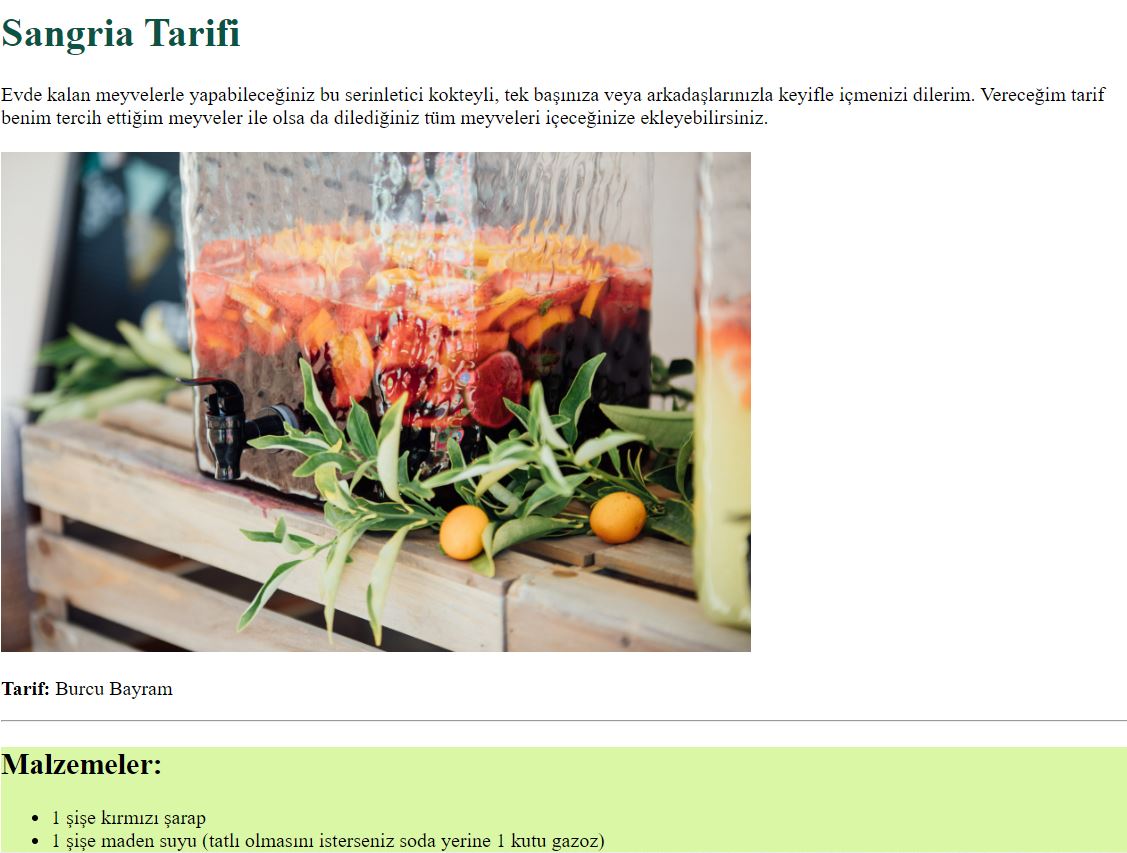 Sangria Tarifi
Evde kalan meyvelerle yapabileceğiniz bu serinletici kokteyli, tek başınıza veya arkadaşlarınızla keyifle içmenizi dilerim. Vereceğim tarif
benim tercih ettiğim meyveler ile olsa da dilediğiniz tüm meyveleri içeceğinize ekleyebilirsiniz.
Tarif: Burcu Bayram
Malzemeler:
• 1 şişe kırmızı şarap
• 1 şişe maden suyu (tatlı olmasını isterseniz soda yerine 1 kutu gazoz)